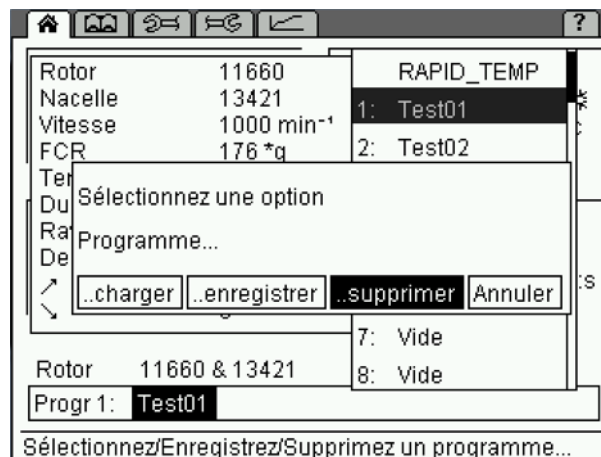 ?
Rotor 11660
Nacelle 13421
Vitesse 1000 min⁻¹
FCR 176 *g
RAPID_TEMP
1: Test01
2: Test02
Sélectionnez une option
Programme...
..charger ..enregistrer ..supprimer Annuler
7: Vide
8: Vide
Rotor 11660 & 13421
Progr 1: Test01
Sélectionnez/Enregistrez/Supprimez un programme...